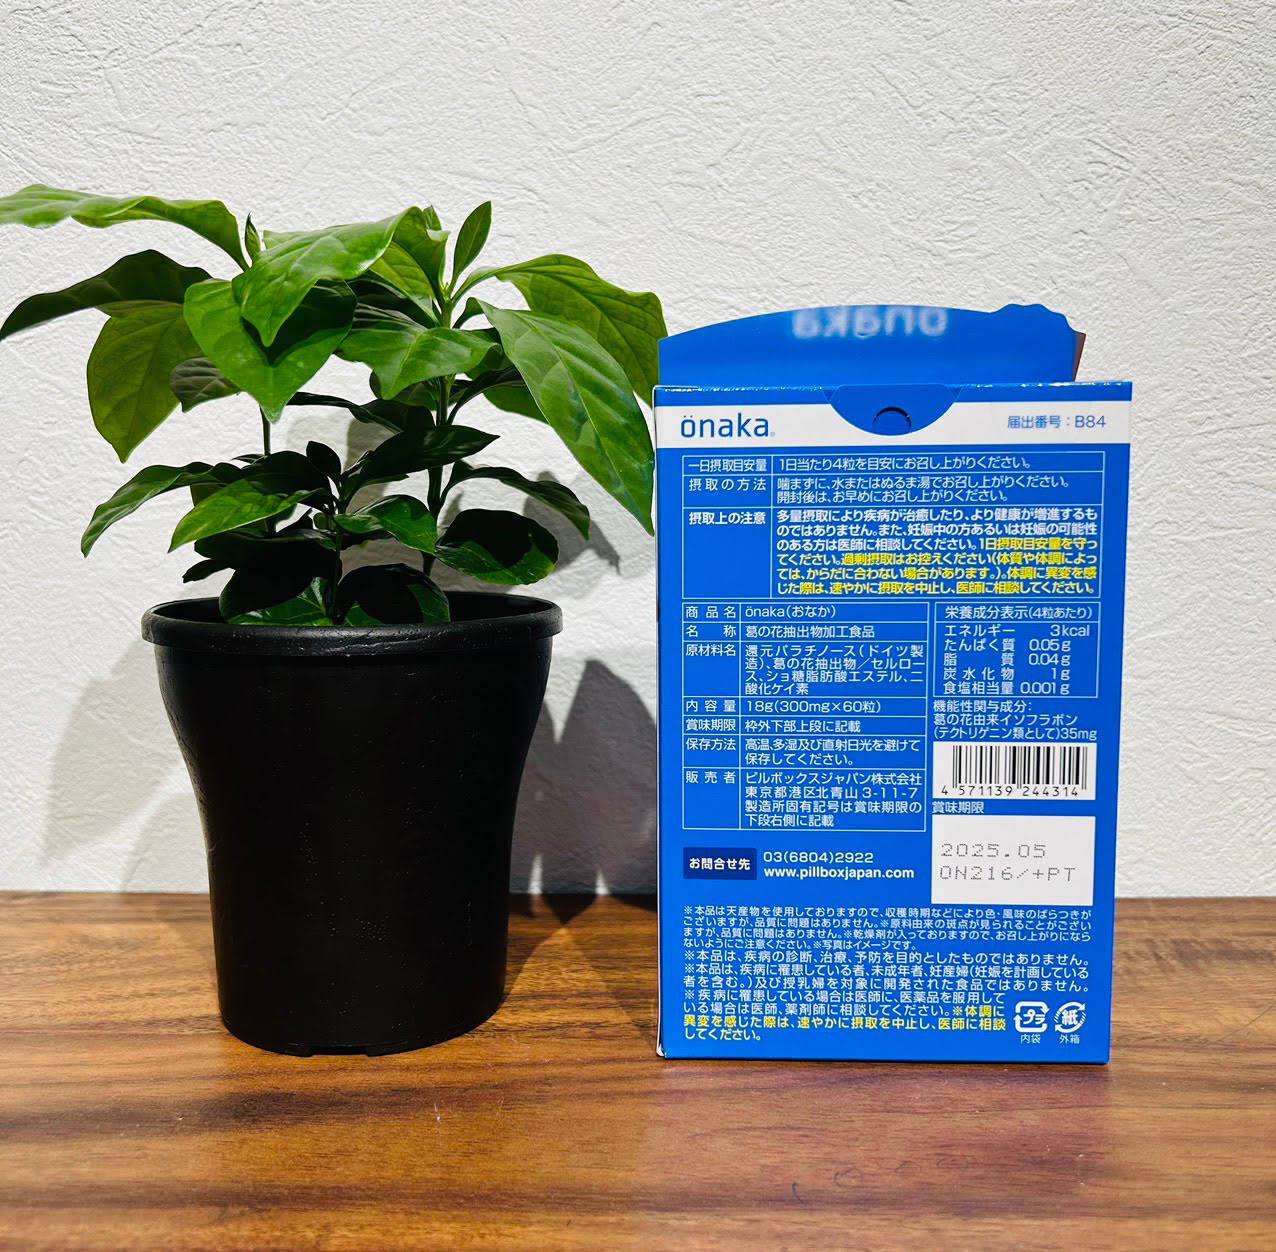 onaka
önaka®
届出番号：B84
一日摂取目安量 1日当たり4粒を目安にお召し上がりください。
摂取の方法 噛まずに、水またはぬるま湯でお召し上がりください。
開封後は、お早めにお召し上がりください。
摂取上の注意 多量摂取により疾病が治癒したり、より健康が増進するも
のではありません。また、妊娠中の方あるいは妊娠の可能性
のある方は医師に相談してください。1日摂取目安量を守っ
てください。過剰摂取はお控えください(体質や体調によっ
ては、からだに合わない場合があります。)。体調に異変を感
じた際は、速やかに摂取を中止し、医師に相談してください。
商品名 önaka(おなか)
名称 葛の花抽出物加工食品
原材料名 還元パラチノース(ドイツ製
造)、葛の花抽出物／セルロー
ス、ショ糖脂肪酸エステル、二
酸化ケイ素
内容量 18g(300mg×60粒)
賞味期限 枠外下部上段に記載
保存方法 高温、多湿及び直射日光を避けて
保存してください。
販売者 ピルボックスジャパン株式会社
東京都港区北青山 3-11-7
製造所固有記号は賞味期限の
下段右側に記載
栄養成分表示(4粒あたり)
エネルギー 3kcal
たんぱく質 0.05g
脂質 0.04g
炭水化物 1g
食塩相当量 0.001g
機能性関与成分：
葛の花由来イソフラボン
(テクトリゲニン類として)35mg
4 571139 244314
賞味期限
2025.05
ON216/+PT
お問合せ先 03(6804)2922
www.pillboxjapan.com
※本品は天産物を使用しておりますので、収穫時期などにより色・風味のばらつきが
ございますが、品質に問題はありません。※原料由来の斑点が見られることがござい
ますが、品質に問題はありません。※乾燥剤が入っておりますので、お召し上がりになら
ないようにご注意ください。※写真はイメージです。
※本品は、疾病の診断、治療、予防を目的としたものではありません。
※本品は、疾病に罹患している者、未成年者、妊産婦(妊娠を計画している
者を含む。)及び授乳婦を対象に開発された食品ではありません。
※疾病に罹患している場合は医師に、医薬品を服用して
いる場合は医師、薬剤師に相談してください。※体調に
異変を感じた際は、速やかに摂取を中止し、医師に相談
してください。
プラ
内袋
紙
外箱